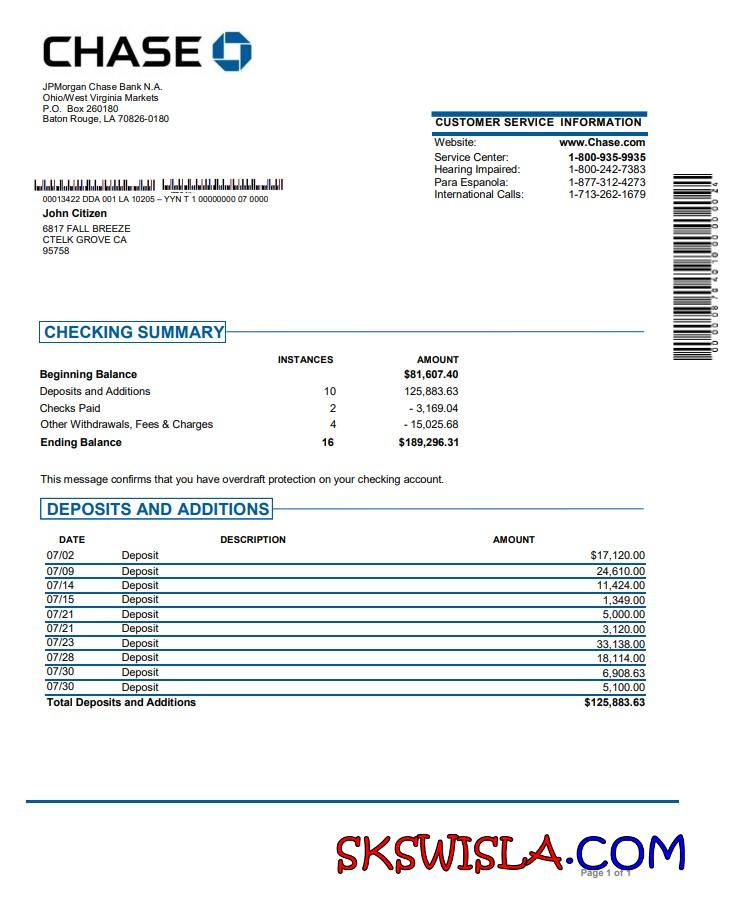 CHASE
JPMorgan Chase Bank N.A.
Ohio/West Virginia Markets
P.O. Box 260180
Baton Rouge, LA 70826-0180
CUSTOMER SERVICE INFORMATION
Website: www.Chase.com
Service Center: 1-800-935-9935
Hearing Impaired: 1-800-242-7383
Para Espanola: 1-877-312-4273
International Calls: 1-713-262-1679
00013422 DDA 001 LA 10205 – YYN T 1 00000000 07 0000
John Citizen
6817 FALL BREEZE
CTELK GROVE CA
95758
CHECKING SUMMARY
INSTANCES AMOUNT
Beginning Balance $81,607.40
Deposits and Additions 10 125,883.63
Checks Paid 2 - 3,169.04
Other Withdrawals, Fees & Charges 4 - 15,025.68
Ending Balance 16 $189,296.31
This message confirms that you have overdraft protection on your checking account.
DEPOSITS AND ADDITIONS
DATE DESCRIPTION AMOUNT
07/02 Deposit $17,120.00
07/09 Deposit 24,610.00
07/14 Deposit 11,424.00
07/15 Deposit 1,349.00
07/21 Deposit 5,000.00
07/21 Deposit 3,120.00
07/23 Deposit 33,138.00
07/28 Deposit 18,114.00
07/30 Deposit 6,908.63
07/30 Deposit 5,100.00
Total Deposits and Additions $125,883.63
SKSWISLA.COM
Page 1 of 1